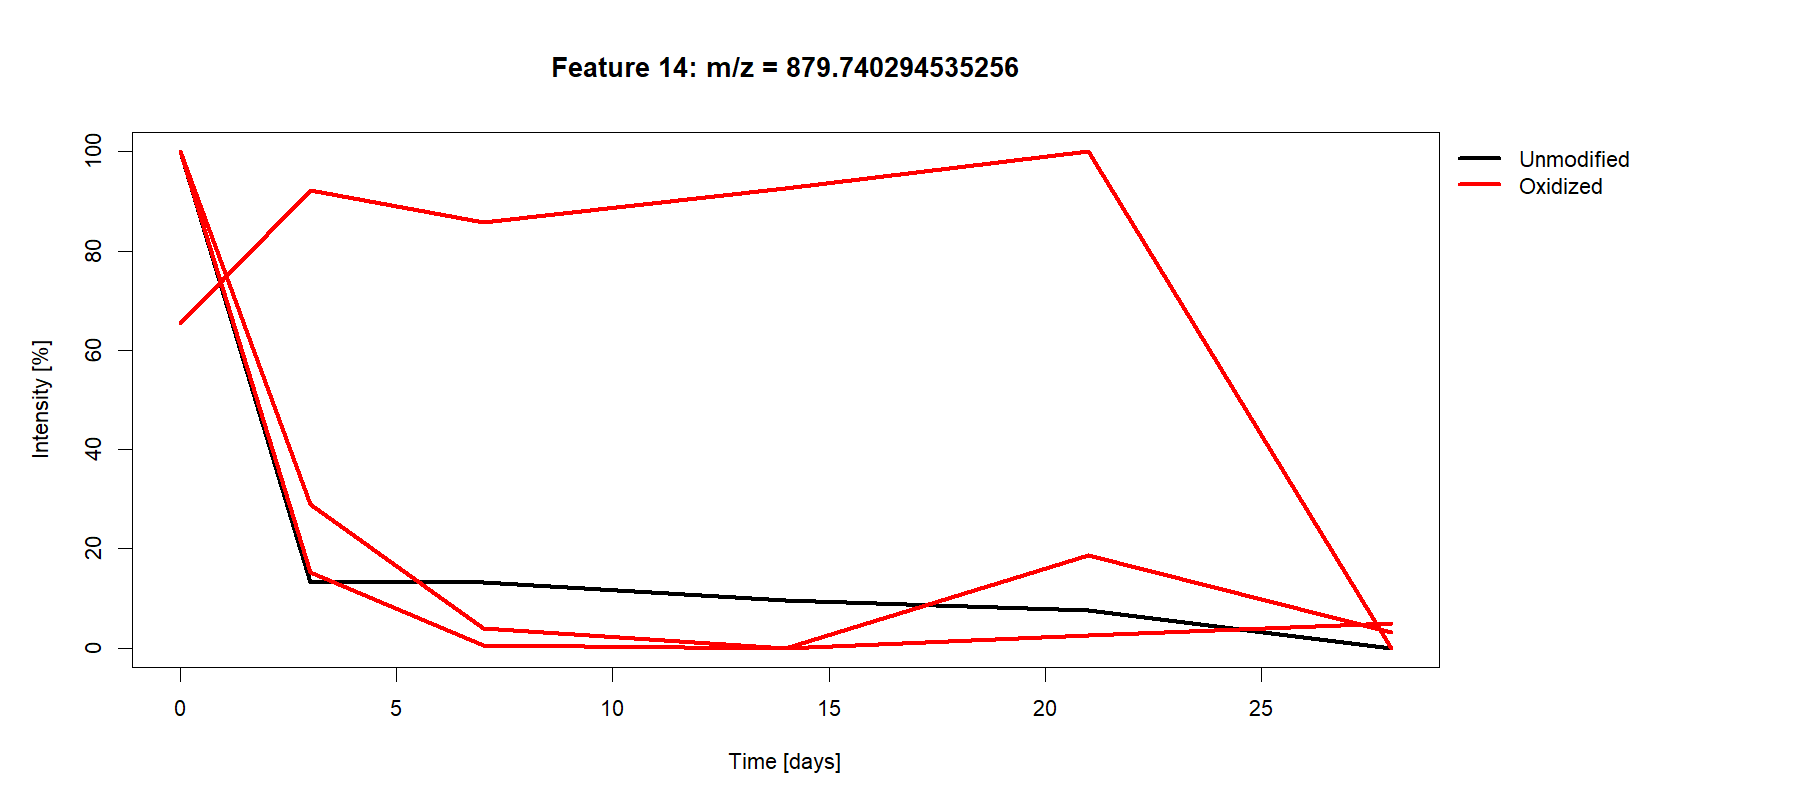 Feature 14: m/z = 879.740294535256
Unmodified
Oxidized
Intensity [%]
100
80
60
40
20
0
0 5 10 15 20 25
Time [days]